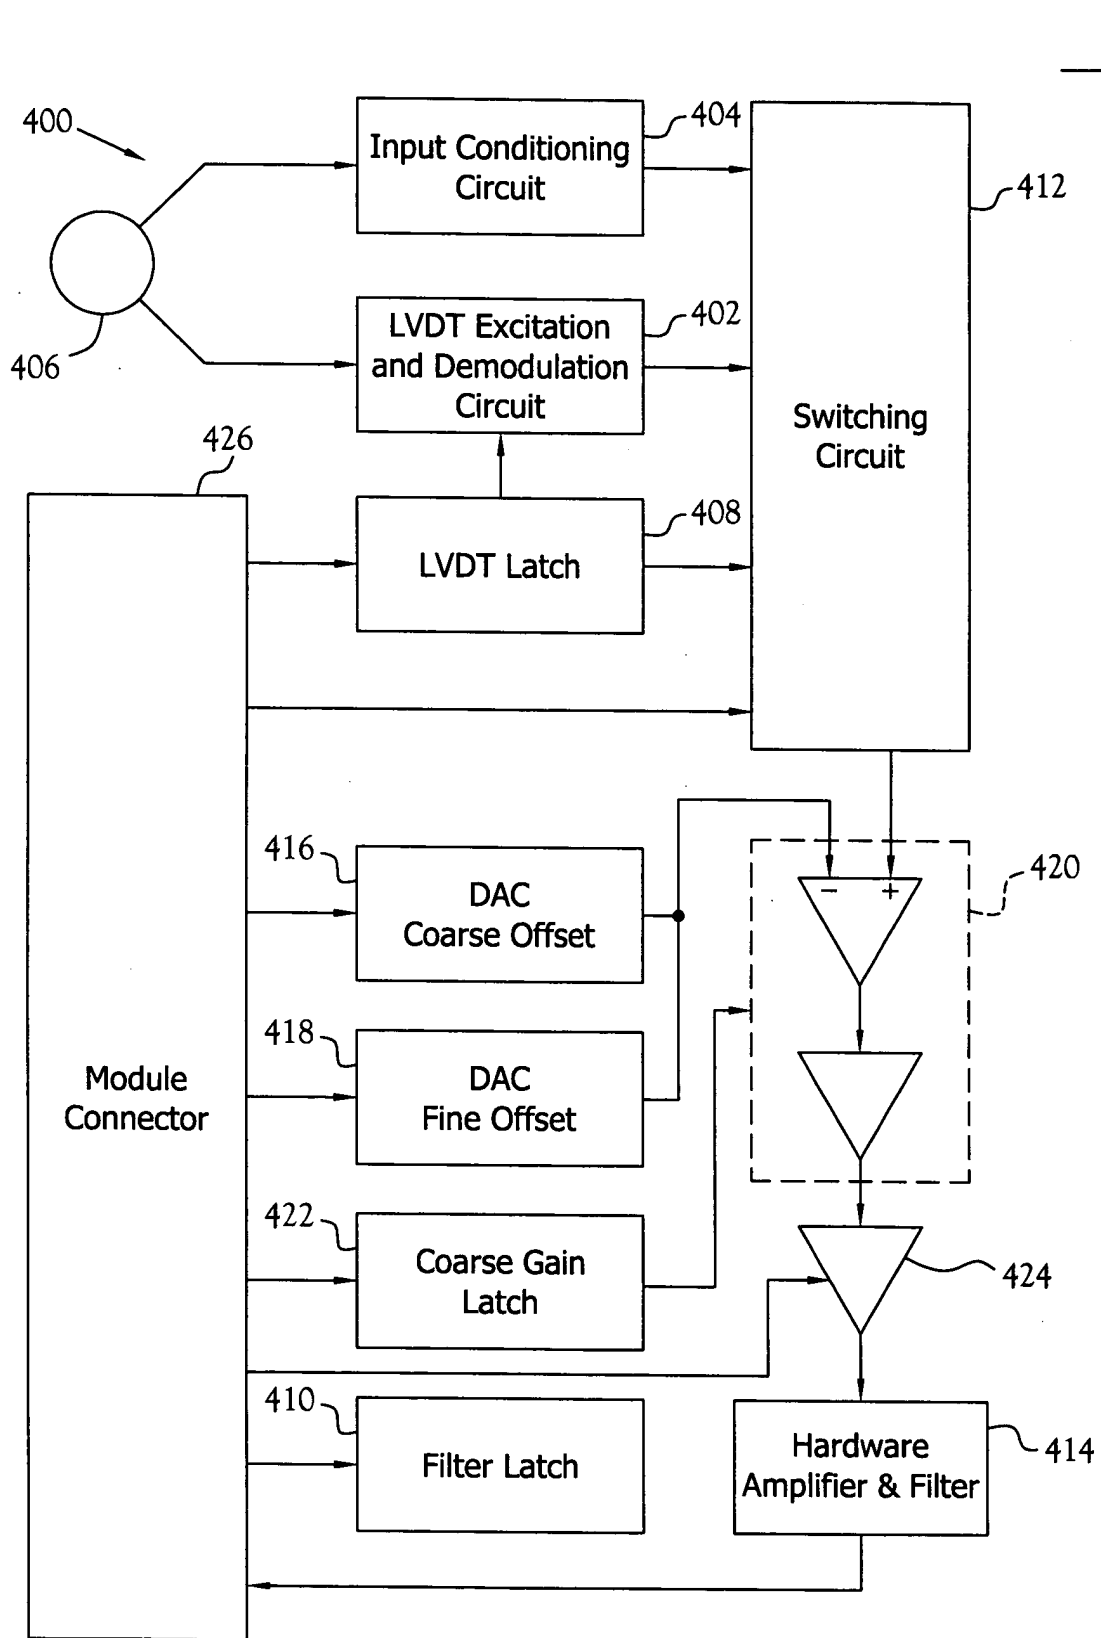 400
404
Input Conditioning
Circuit
412
406
402
LVDT Excitation
and Demodulation
Circuit
Switching
Circuit
426
408
LVDT Latch
416
DAC
Coarse Offset
− +
420
418
DAC
Fine Offset
Module
Connector
422
Coarse Gain
Latch
424
410
Filter Latch
Hardware
Amplifier & Filter
414